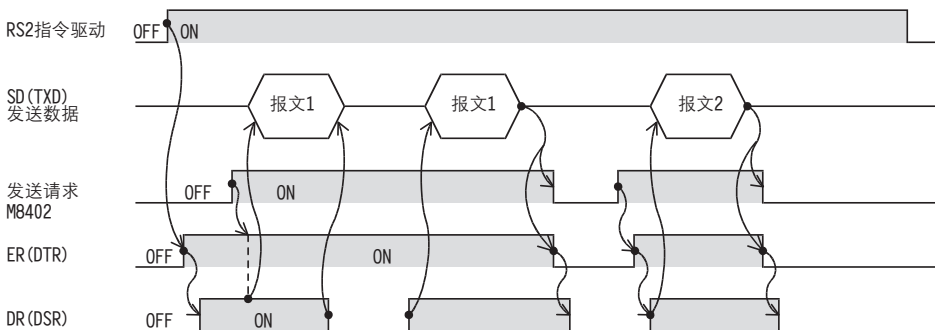 RS2指令驱动 OFF ON
SD(TXD)
发送数据
报文1 报文1 报文2
发送请求
M8402
OFF ON
ER(DTR) OFF ON
DR(DSR) OFF ON